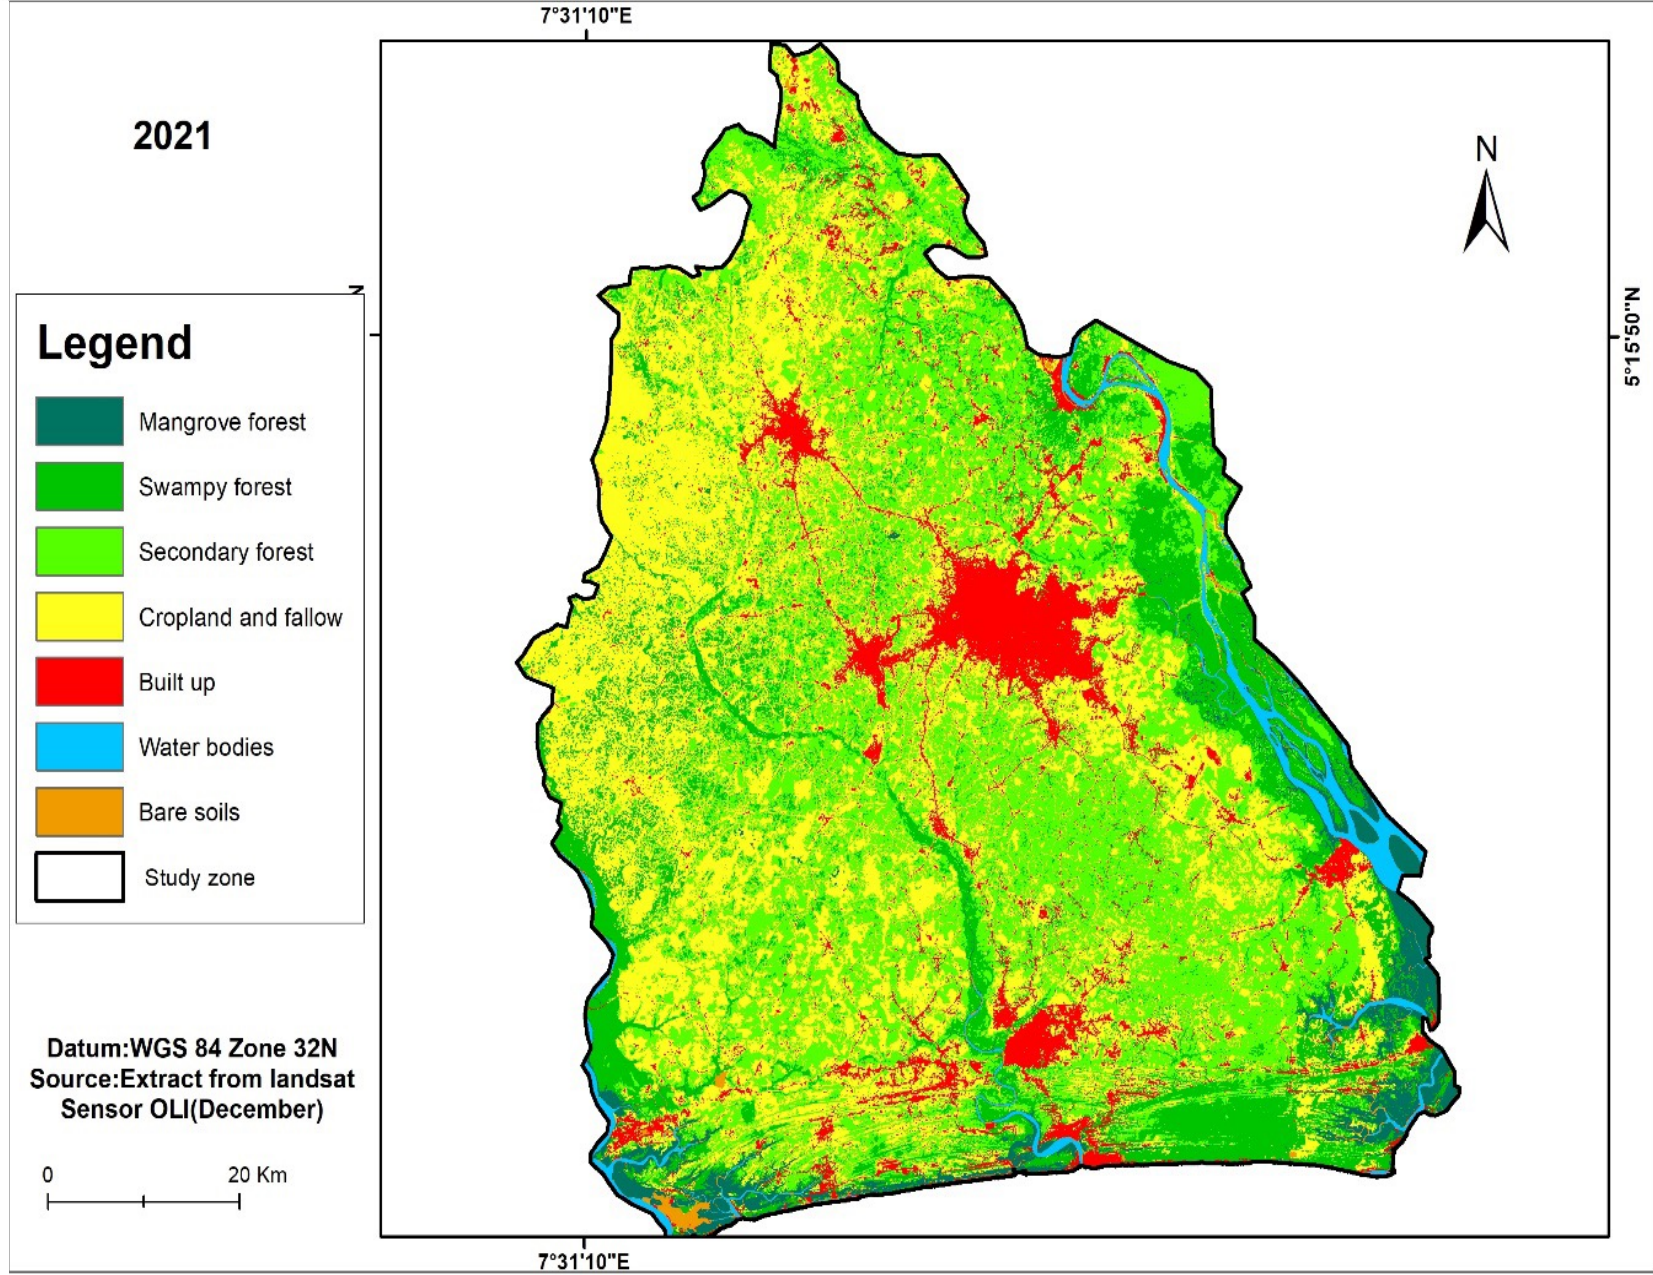 7°31'10"E
2021
N
N
5°15'50"N
Legend
Mangrove forest
Swampy forest
Secondary forest
Cropland and fallow
Built up
Water bodies
Bare soils
Study zone
Datum:WGS 84 Zone 32N
Source:Extract from landsat
Sensor OLI(December)
0 20 Km
7°31'10"E